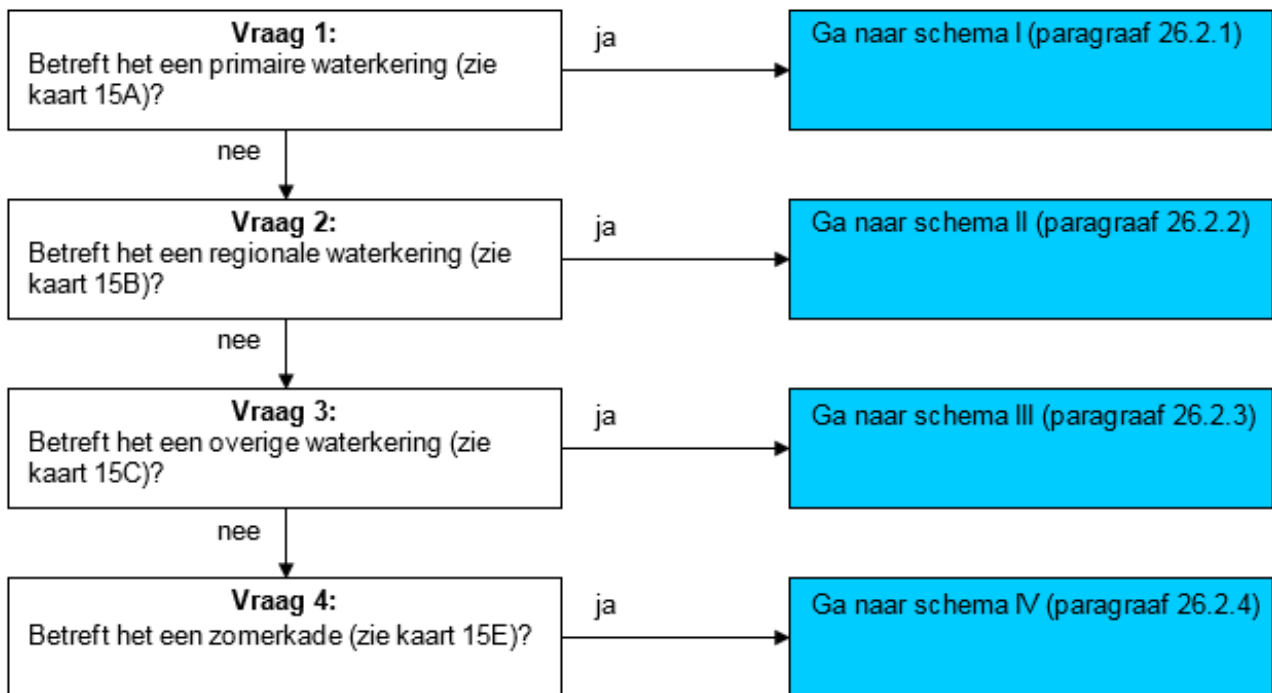 Vraag 1:
Betreft het een primaire waterkering (zie
kaart 15A)?
ja
Ga naar schema I (paragraaf 26.2.1)
nee
Vraag 2:
Betreft het een regionale waterkering (zie
kaart 15B)?
ja
Ga naar schema II (paragraaf 26.2.2)
nee
Vraag 3:
Betreft het een overige waterkering (zie
kaart 15C)?
ja
Ga naar schema III (paragraaf 26.2.3)
nee
Vraag 4:
Betreft het een zomerkade (zie kaart 15E)?
ja
Ga naar schema IV (paragraaf 26.2.4)